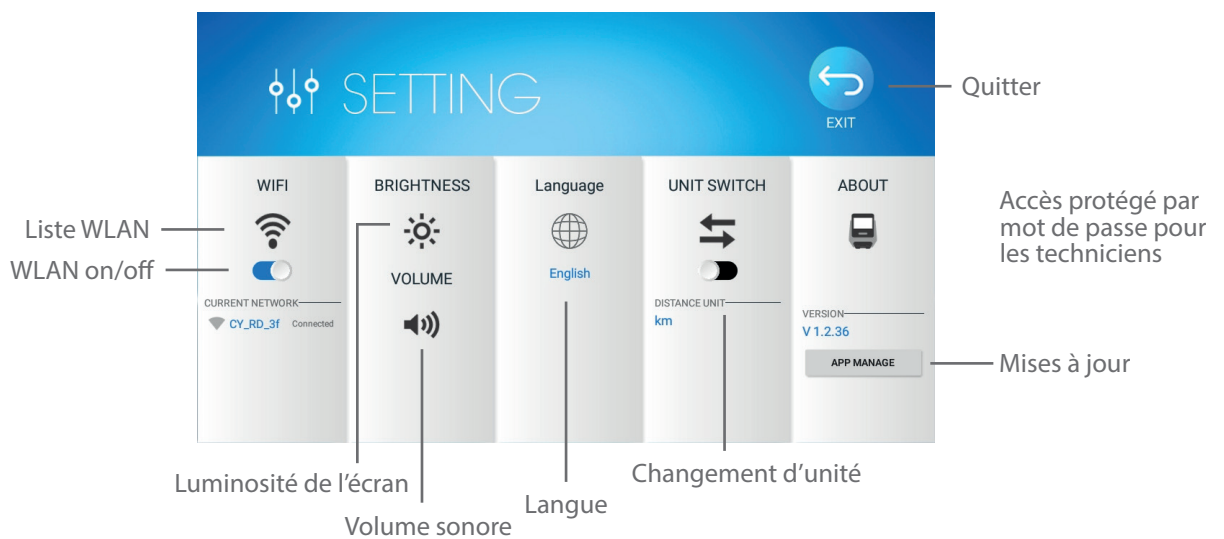 SETTING
EXIT
Quitter
WIFI
BRIGHTNESS
Language
UNIT SWITCH
ABOUT
Accès protégé par
mot de passe pour
les techniciens
Liste WLAN
WLAN on/off
VOLUME
English
CURRENT NETWORK
CY_RD_3f Connected
DISTANCE UNIT
km
VERSION
V 1.2.36
APP MANAGE
Mises à jour
Luminosité de l’écran
Changement d’unité
Langue
Volume sonore